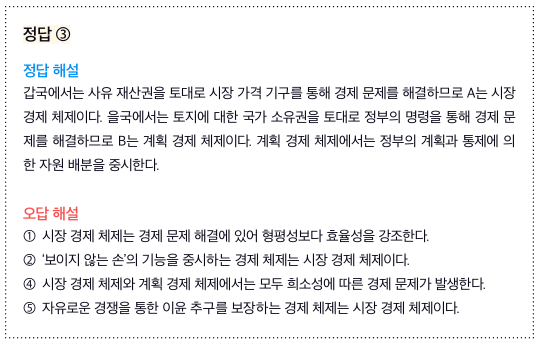 정답 ③
정답 해설
갑국에서는 사유 재산권을 토대로 시장 가격 기구를 통해 경제 문제를 해결하므로 A는 시장
경제 체제이다. 을국에서는 토지에 대한 국가 소유권을 토대로 정부의 명령을 통해 경제 문
제를 해결하므로 B는 계획 경제 체제이다. 계획 경제 체제에서는 정부의 계획과 통제에 의
한 자원 배분을 중시한다.
오답 해설
① 시장 경제 체제는 경제 문제 해결에 있어 형평성보다 효율성을 강조한다.
② '보이지 않는 손'의 기능을 중시하는 경제 체제는 시장 경제 체제이다.
④ 시장 경제 체제와 계획 경제 체제에서는 모두 희소성에 따른 경제 문제가 발생한다.
⑤ 자유로운 경쟁을 통한 이윤 추구를 보장하는 경제 체제는 시장 경제 체제이다.